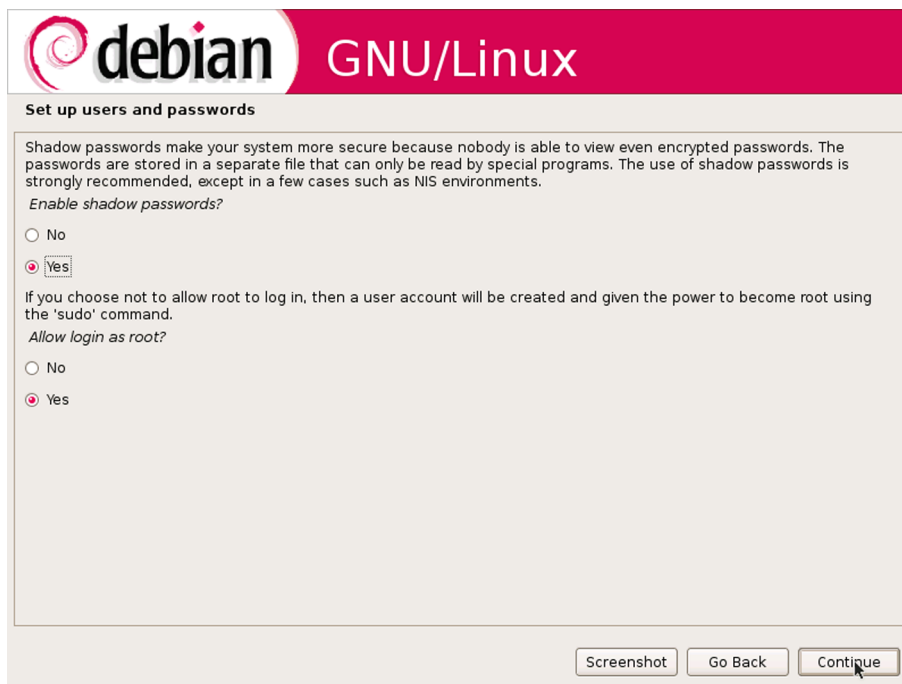 debian GNU/Linux
Set up users and passwords
Shadow passwords make your system more secure because nobody is able to view even encrypted passwords. The
passwords are stored in a separate file that can only be read by special programs. The use of shadow passwords is
strongly recommended, except in a few cases such as NIS environments.
Enable shadow passwords?
No
Yes
If you choose not to allow root to log in, then a user account will be created and given the power to become root using
the 'sudo' command.
Allow login as root?
No
Yes
Screenshot Go Back Continue